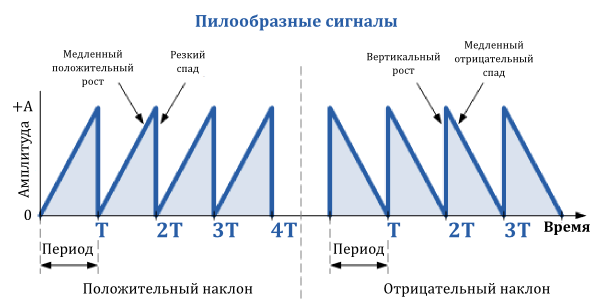 Пилообразные сигналы
Медленный
положительный
рост
Резкий
спад
Вертикальный
рост
Медленный
отрицательный
спад
+A
Амплитуда
0
T
2T
3T
4T
T
2T
3T
Время
Период
Период
Положительный наклон
Отрицательный наклон